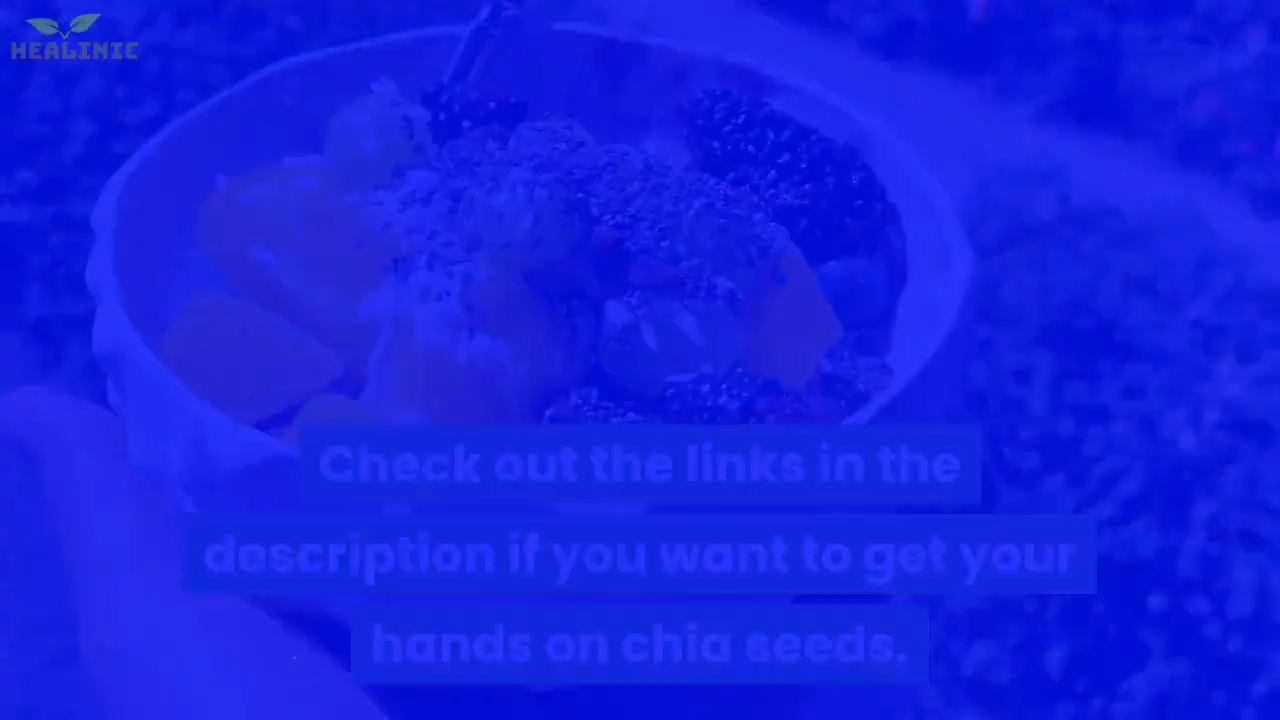 HEALINIC
Check out the links in the
description if you want to get your
hands on chia seeds.